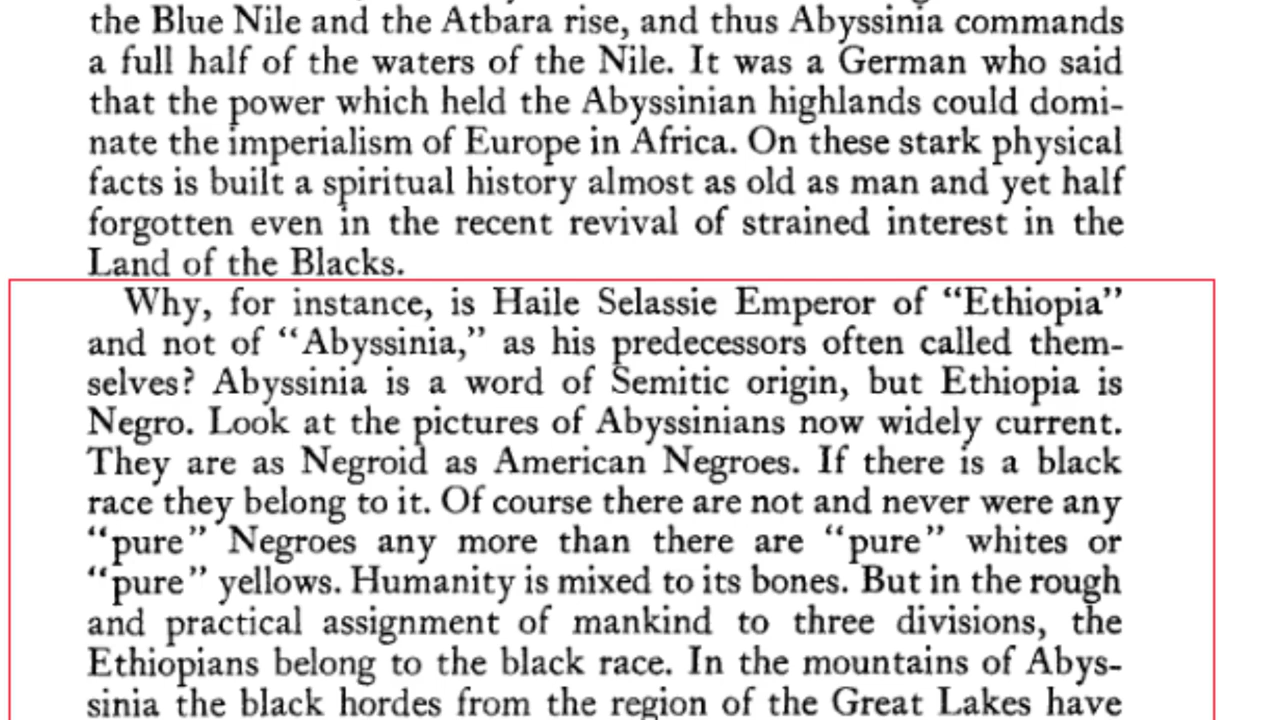 the Blue Nile and the Atbara rise, and thus Abyssinia commands
a full half of the waters of the Nile. It was a German who said
that the power which held the Abyssinian highlands could domi-
nate the imperialism of Europe in Africa. On these stark physical
facts is built a spiritual history almost as old as man and yet half
forgotten even in the recent revival of strained interest in the
Land of the Blacks.
Why, for instance, is Haile Selassie Emperor of “Ethiopia”
and not of “Abyssinia,” as his predecessors often called them-
selves? Abyssinia is a word of Semitic origin, but Ethiopia is
Negro. Look at the pictures of Abyssinians now widely current.
They are as Negroid as American Negroes. If there is a black
race they belong to it. Of course there are not and never were any
“pure” Negroes any more than there are “pure” whites or
“pure” yellows. Humanity is mixed to its bones. But in the rough
and practical assignment of mankind to three divisions, the
Ethiopians belong to the black race. In the mountains of Abys-
sinia the black hordes from the region of the Great Lakes have